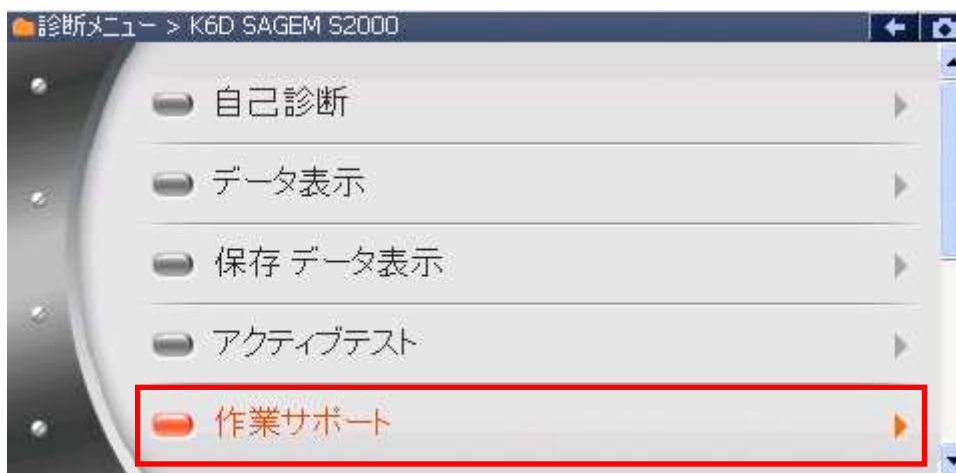 診断メニュー > K6D SAGEM S2000
自己診断
データ表示
保存 データ表示
アクティブテスト
作業サポート